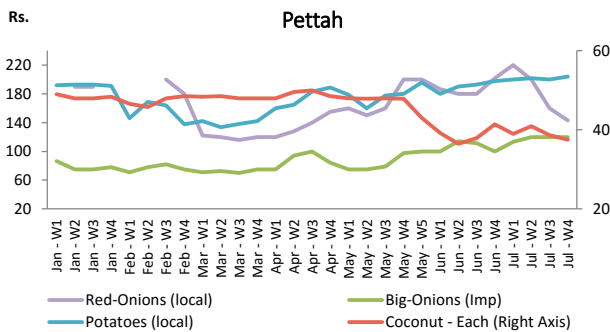 Pettah
Rs.
220
180
140
100
60
20
60
40
20
Jan - W1
Jan - W2
Jan - W3
Jan - W4
Feb - W1
Feb - W2
Feb - W3
Feb - W4
Mar - W1
Mar - W2
Mar - W3
Mar - W4
Apr - W1
Apr - W2
Apr - W3
Apr - W4
May - W1
May - W2
May - W3
May - W4
May - W5
Jun - W1
Jun - W2
Jun - W3
Jun - W4
Jul - W1
Jul - W2
Jul - W3
Jul - W4
Red-Onions (local)
Big-Onions (Imp)
Potatoes (local)
Coconut - Each (Right Axis)